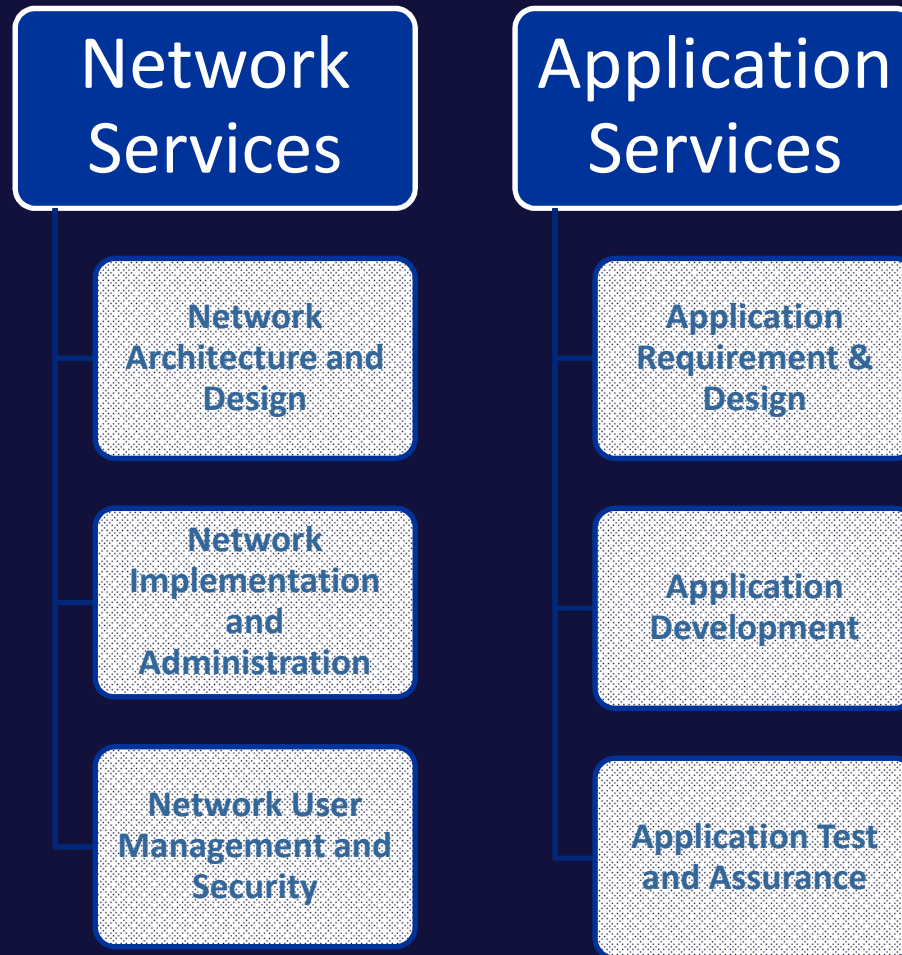 Network
Services
Network
Architecture and
Design
Network
Implementation
and
Administration
Network User
Management and
Security
Application
Services
Application
Requirement &
Design
Application
Development
Application Test
and Assurance